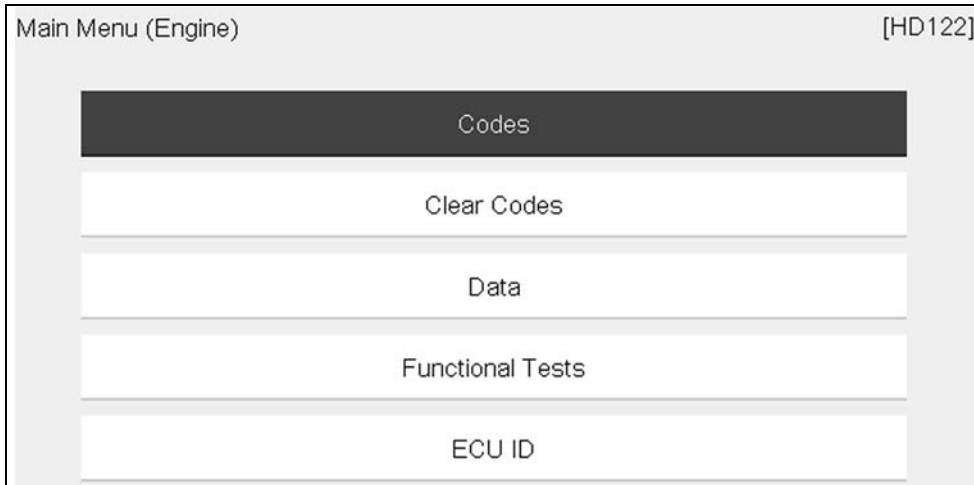 Main Menu (Engine) [HD122]
Codes
Clear Codes
Data
Functional Tests
ECU ID